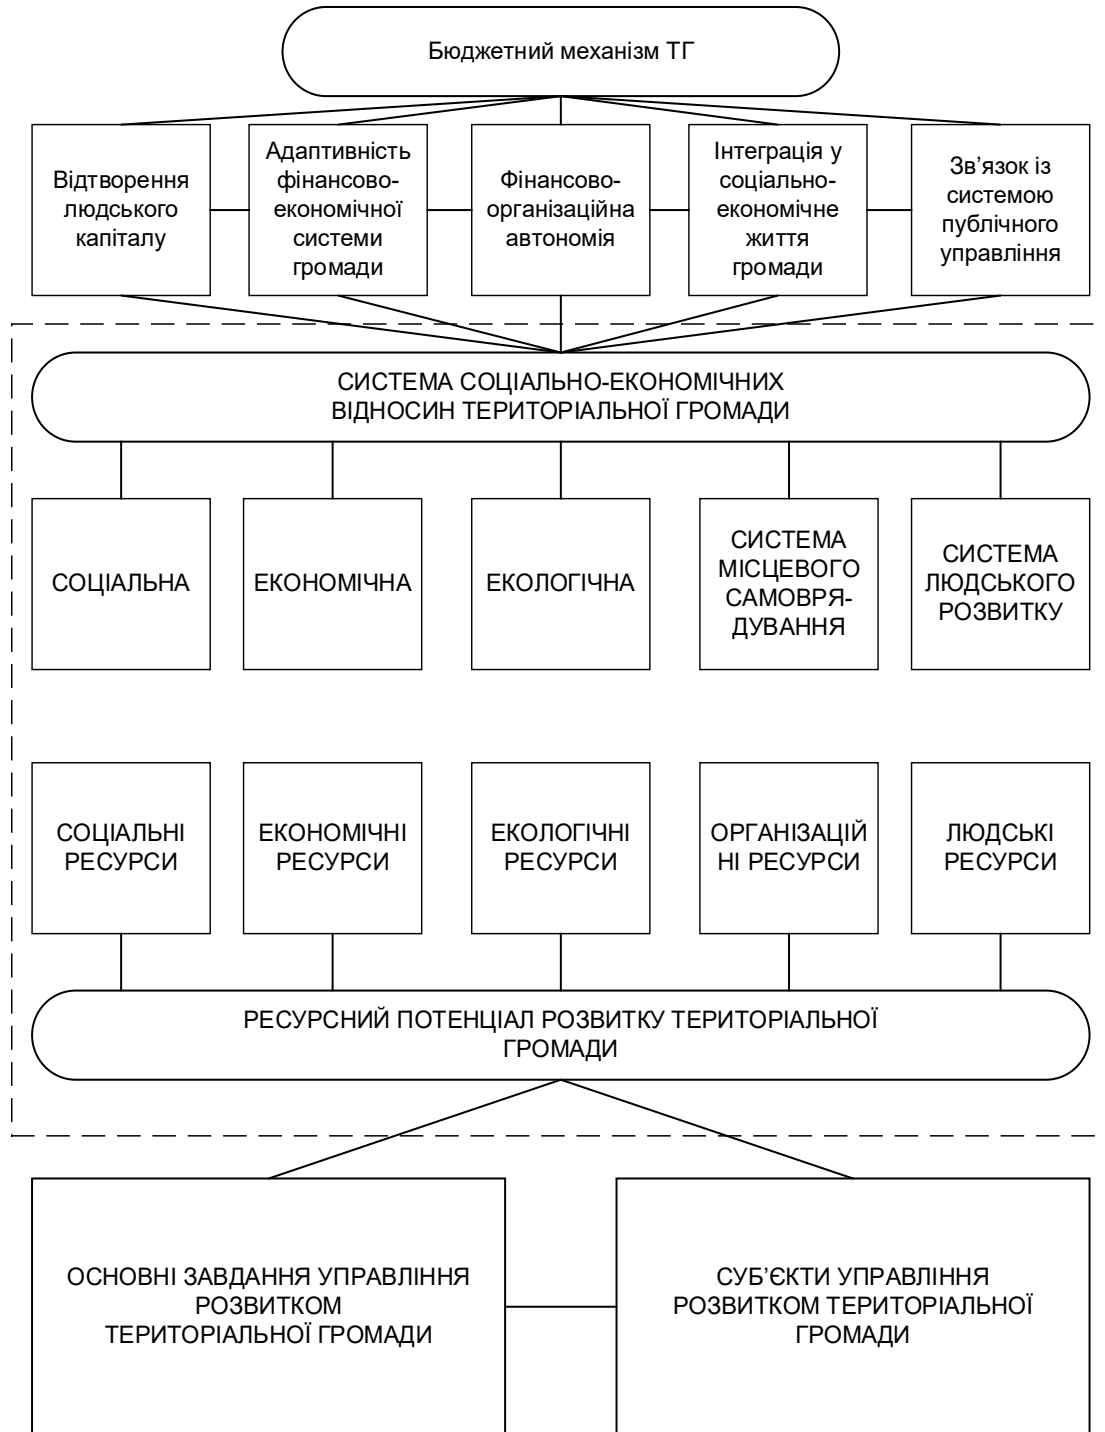 Бюджетний механізм ТГ
Відтворення
людського
капіталу
Адаптивність
фінансово-
економічної
системи
громади
Фінансово-
організаційна
автономія
Інтеграція у
соціально-
економічне
життя
громади
Зв’язок із
системою
публічного
управління
СИСТЕМА СОЦІАЛЬНО-ЕКОНОМІЧНИХ
ВІДНОСИН ТЕРИТОРІАЛЬНОЇ ГРОМАДИ
СОЦІАЛЬНА
ЕКОНОМІЧНА
ЕКОЛОГІЧНА
СИСТЕМА
МІСЦЕВОГО
САМОВРЯ-
ДУВАННЯ
СИСТЕМА
ЛЮДСЬКОГО
РОЗВИТКУ
СОЦІАЛЬНІ
РЕСУРСИ
ЕКОНОМІЧНІ
РЕСУРСИ
ЕКОЛОГІЧНІ
РЕСУРСИ
ОРГАНІЗАЦІЙ
НІ РЕСУРСИ
ЛЮДСЬКІ
РЕСУРСИ
РЕСУРСНИЙ ПОТЕНЦІАЛ РОЗВИТКУ ТЕРИТОРІАЛЬНОЇ
ГРОМАДИ
ОСНОВНІ ЗАВДАННЯ УПРАВЛІННЯ
РОЗВИТКОМ
ТЕРИТОРІАЛЬНОЇ ГРОМАДИ
СУБ’ЄКТИ УПРАВЛІННЯ
РОЗВИТКОМ ТЕРИТОРІАЛЬНОЇ
ГРОМАДИ